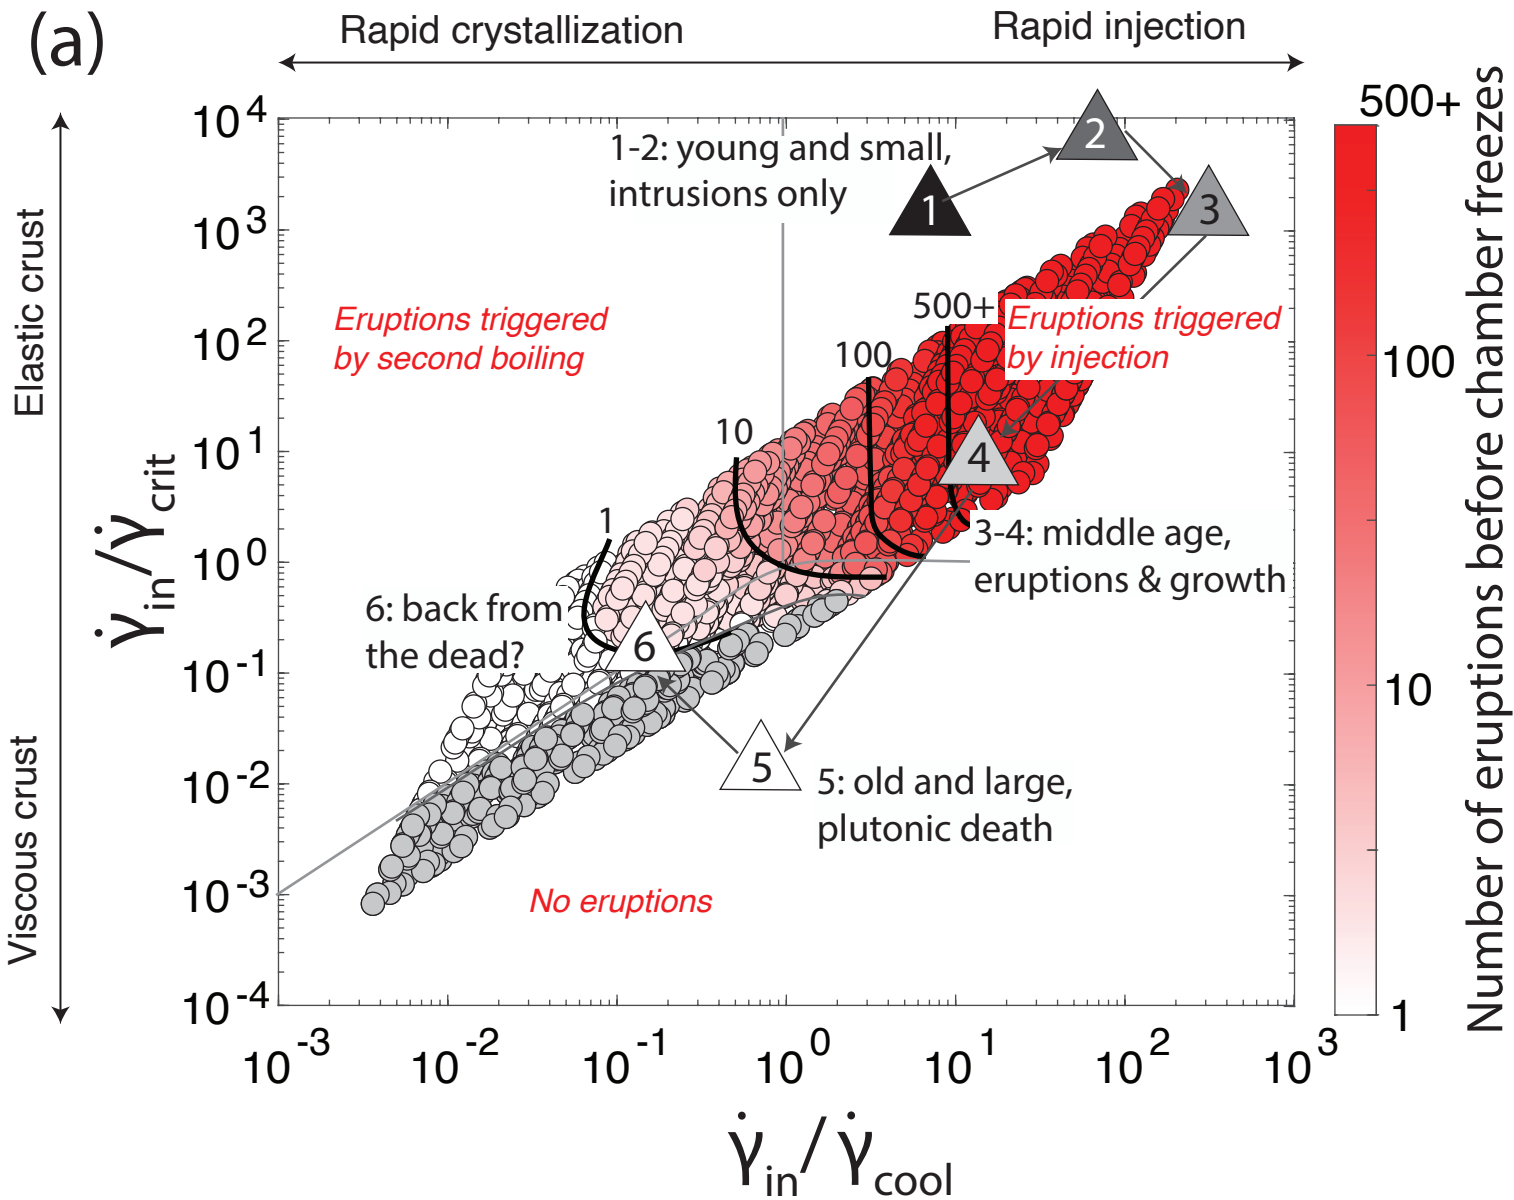 (a)
Rapid crystallization
Rapid injection
Elastic crust
Viscous crust
γ̇in/γ̇crit
10^4
10^3
10^2
10^1
10^0
10^-1
10^-2
10^-3
10^-4
1-2: young and small,
intrusions only
1
2
3
Eruptions triggered
by second boiling
500+
Eruptions triggered
by injection
100
10
4
1
3-4: middle age,
eruptions & growth
6: back from
the dead?
6
5
5: old and large,
plutonic death
No eruptions
10^-3
10^-2
10^-1
10^0
10^1
10^2
10^3
γ̇in/γ̇cool
500+
100
10
1
Number of eruptions before chamber freezes